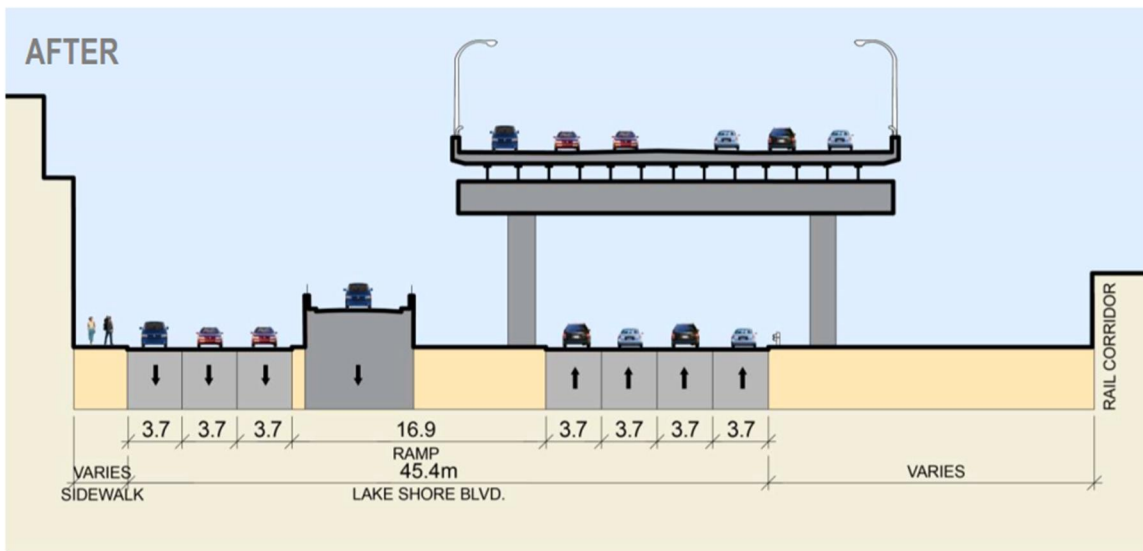 AFTER
RAIL CORRIDOR
3.7 3.7 3.7 16.9 3.7 3.7 3.7 3.7
RAMP
VARIES 45.4m VARIES
SIDEWALK LAKE SHORE BLVD.